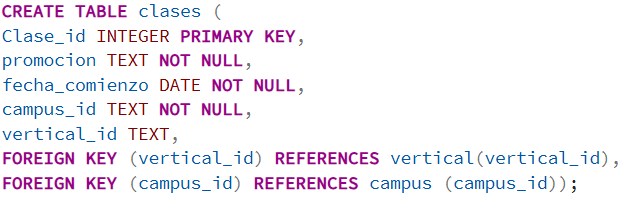 CREATE TABLE clases (
Clase_id INTEGER PRIMARY KEY,
promocion TEXT NOT NULL,
fecha_comienzo DATE NOT NULL,
campus_id TEXT NOT NULL,
vertical_id TEXT,
FOREIGN KEY (vertical_id) REFERENCES vertical(vertical_id),
FOREIGN KEY (campus_id) REFERENCES campus (campus_id));